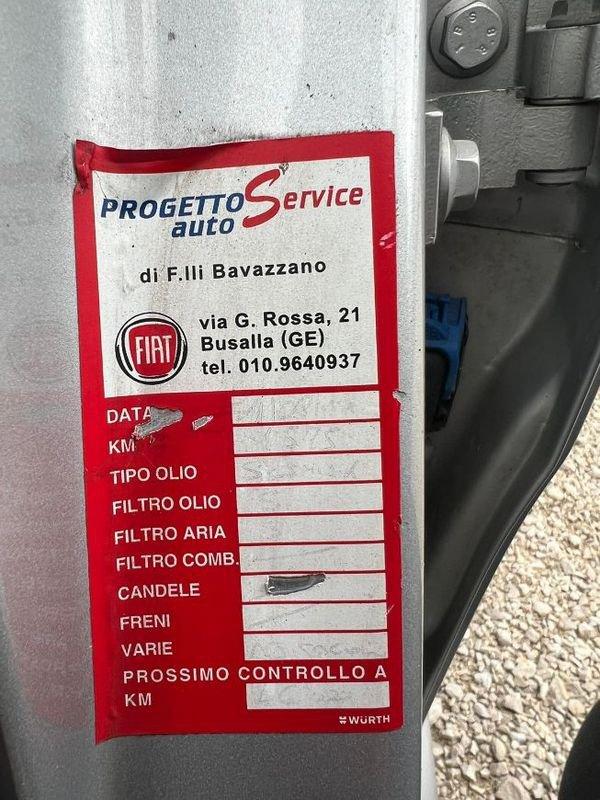 PROGETTO Service
auto
di F.lli Bavazzano
FIAT
via G. Rossa, 21
Busalla (GE)
tel. 010.9640937
DATA
KM
TIPO OLIO
FILTRO OLIO
FILTRO ARIA
FILTRO COMB.
CANDELE
FRENI
VARIE
PROSSIMO CONTROLLO A
KM
WÜRTH